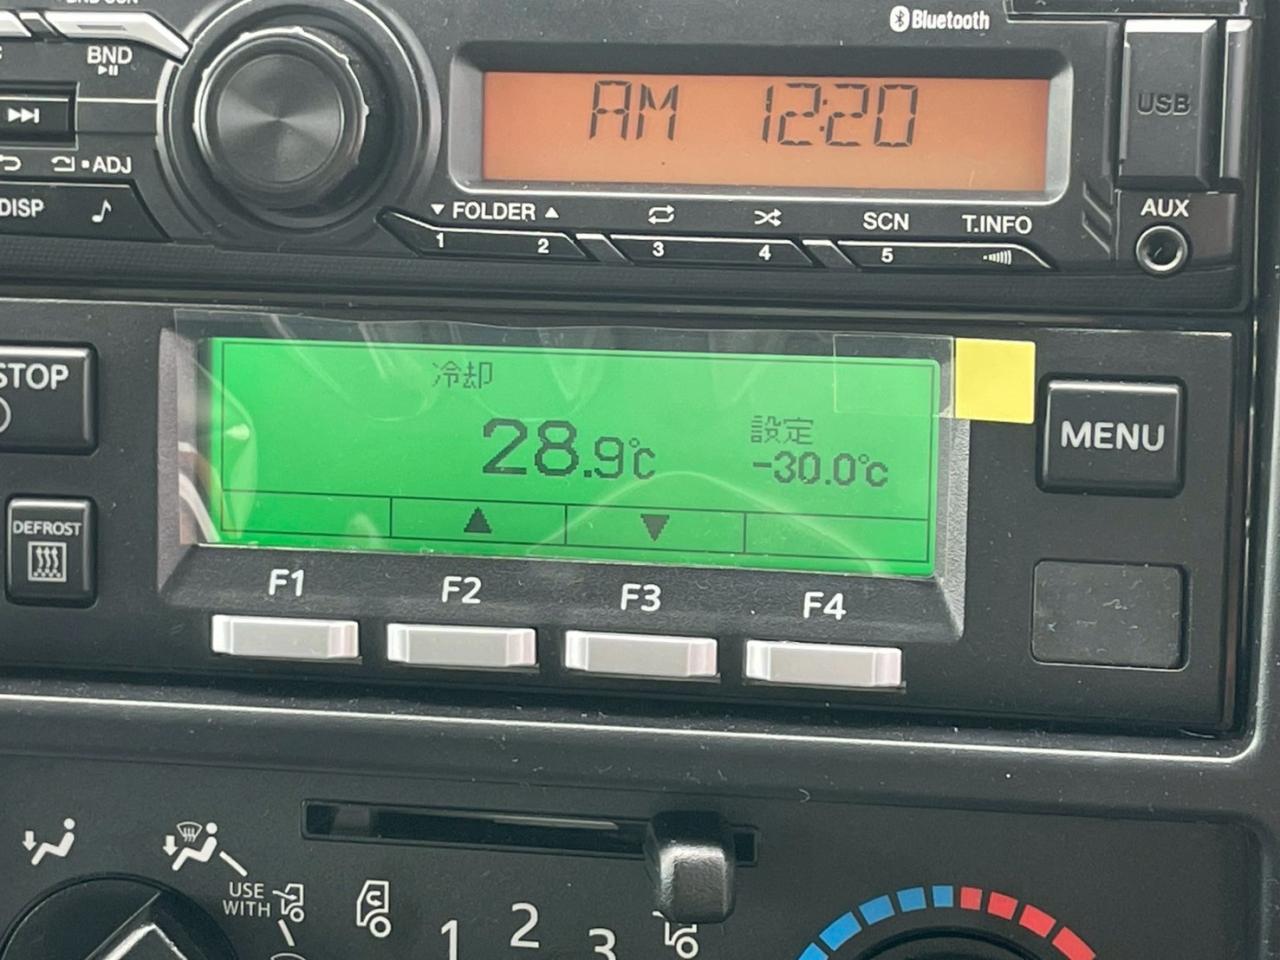 Bluetooth
BND
AM 12:20
USB
ADJ
DISP
FOLDER
SCN
T.INFO
AUX
1
2
3
4
5
STOP
冷却
28.9℃
設定
-30.0℃
MENU
DEFROST
F1
F2
F3
F4
USE
WITH
1
2
3